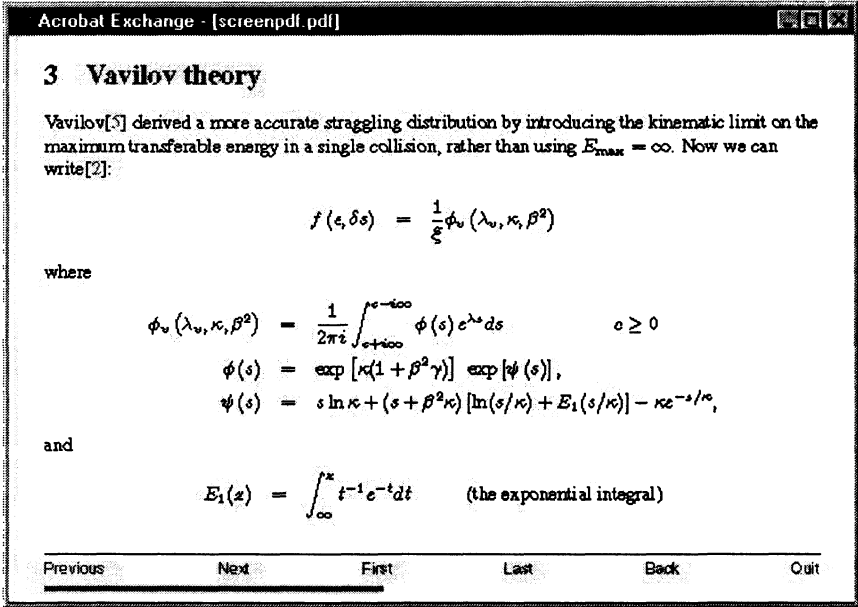 Acrobat Exchange - [screenpdf.pdf]
3 Vavilov theory
Vavilov[5] derived a more accurate straggling distribution by introducing the kinematic limit on the
maximum transferable energy in a single collision, rather than using E_max = ∞. Now we can
write[2]:
f (ϵ, δs) = 1/ξ ϕ_v (λ_v, κ, β²)
where
ϕ_v (λ_v, κ, β²) = 1/2πi ∫_{c+i∞}^{c−i∞} ϕ (s) e^{λs} ds c ≥ 0
ϕ (s) = exp [κ(1 + β²γ)] exp [ψ (s)],
ψ (s) = s ln κ + (s + β²κ) [ln(s/κ) + E₁(s/κ)] − κe^{−s/κ},
and
E₁(z) = ∫_{∞}^{z} t⁻¹e⁻ᵗdt (the exponential integral)
Previous Next First Last Back Quit